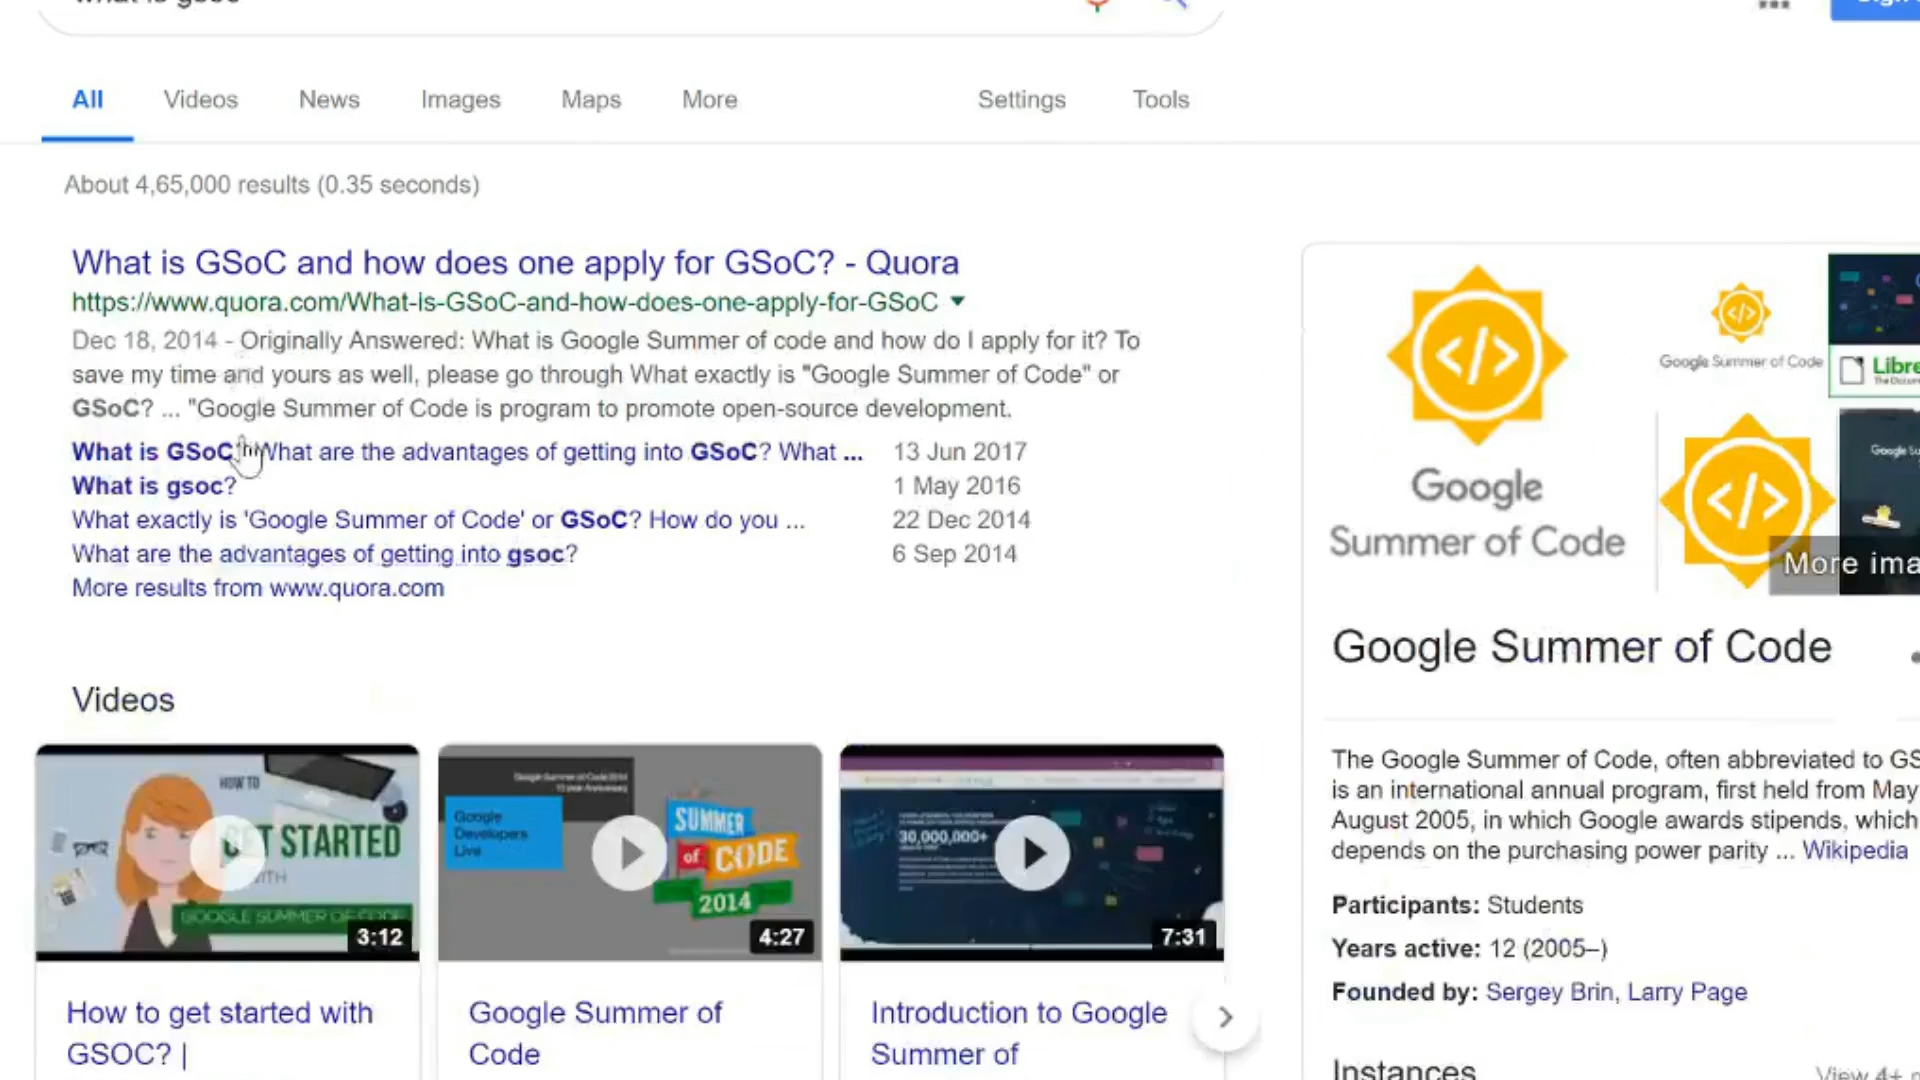 All Videos News Images Maps More Settings Tools
About 4,65,000 results (0.35 seconds)
What is GSoC and how does one apply for GSoC? - Quora
https://www.quora.com/What-is-GSoC-and-how-does-one-apply-for-GSoC
Dec 18, 2014 - Originally Answered: What is Google Summer of code and how do I apply for it? To
save my time and yours as well, please go through What exactly is "Google Summer of Code" or
GSoC? ... "Google Summer of Code is program to promote open-source development.
What is GSoC What are the advantages of getting into GSoC? What ... 13 Jun 2017
What is gsoc? 1 May 2016
What exactly is 'Google Summer of Code' or GSoC? How do you ... 22 Dec 2014
What are the advantages of getting into gsoc? 6 Sep 2014
More results from www.quora.com
Videos
HOW TO
GET STARTED
WITH
GOOGLE SUMMER OF CODE
3:12
Google Summer of Code 2014
Google
Developers
Live
SUMMER
of CODE
2014
4:27
30,000,000+
7:31
How to get started with
GSOC? |
Google Summer of
Code
Introduction to Google
Summer of
Google
Summer of Code
Google Summer of Code
More
Google Summer of Code
The Google Summer of Code, often abbreviated to
is an international annual program, first held from May
August 2005, in which Google awards stipends, which
depends on the purchasing power parity ... Wikipedia
Participants: Students
Years active: 12 (2005–)
Founded by: Sergey Brin, Larry Page
Instances
View 4+